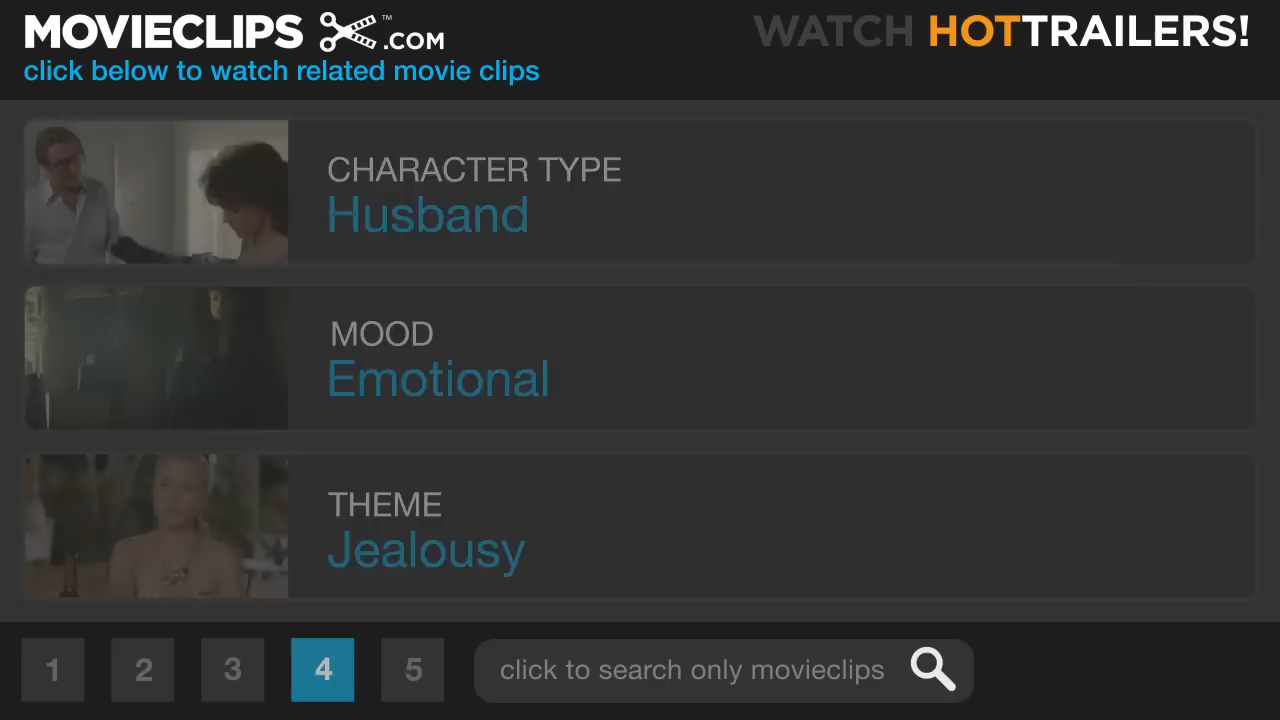 MOVIECLIPS ™ .COM
WATCH HOTTRAILERS!
click below to watch related movie clips
CHARACTER TYPE
Husband
MOOD
Emotional
THEME
Jealousy
1 2 3 4 5 click to search only movieclips